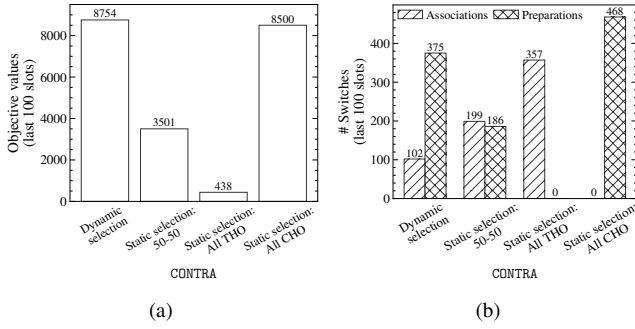 8754
8500
8000
6000
4000
2000
0
3501
438
Objective values
(last 100 slots)
Dynamic
selection
Static selection:
50-50
Static selection:
All THO
Static selection:
All CHO
CONTRA
(a)
Associations
Preparations
468
400
375
357
300
200
199
186
100
102
0
0
0
# Switches
(last 100 slots)
Dynamic
selection
Static selection:
50-50
Static selection:
All THO
Static selection:
All CHO
CONTRA
(b)